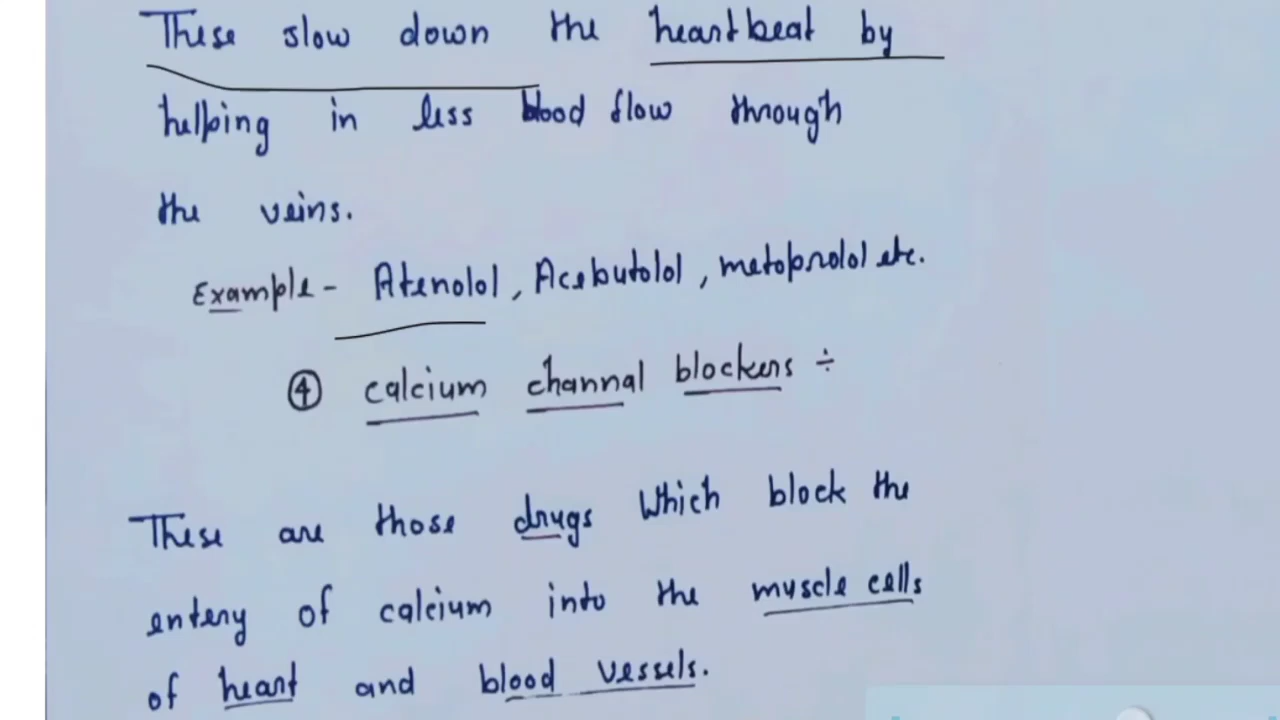 These slow down the heartbeat by
helping in less blood flow through
the veins.
Example - Atenolol, Acebutolol, metoprolol etc.
④ calcium channal blockers ÷
These are those drugs which block the
enteny of calcium into the muscle cells
of heart and blood vessels.